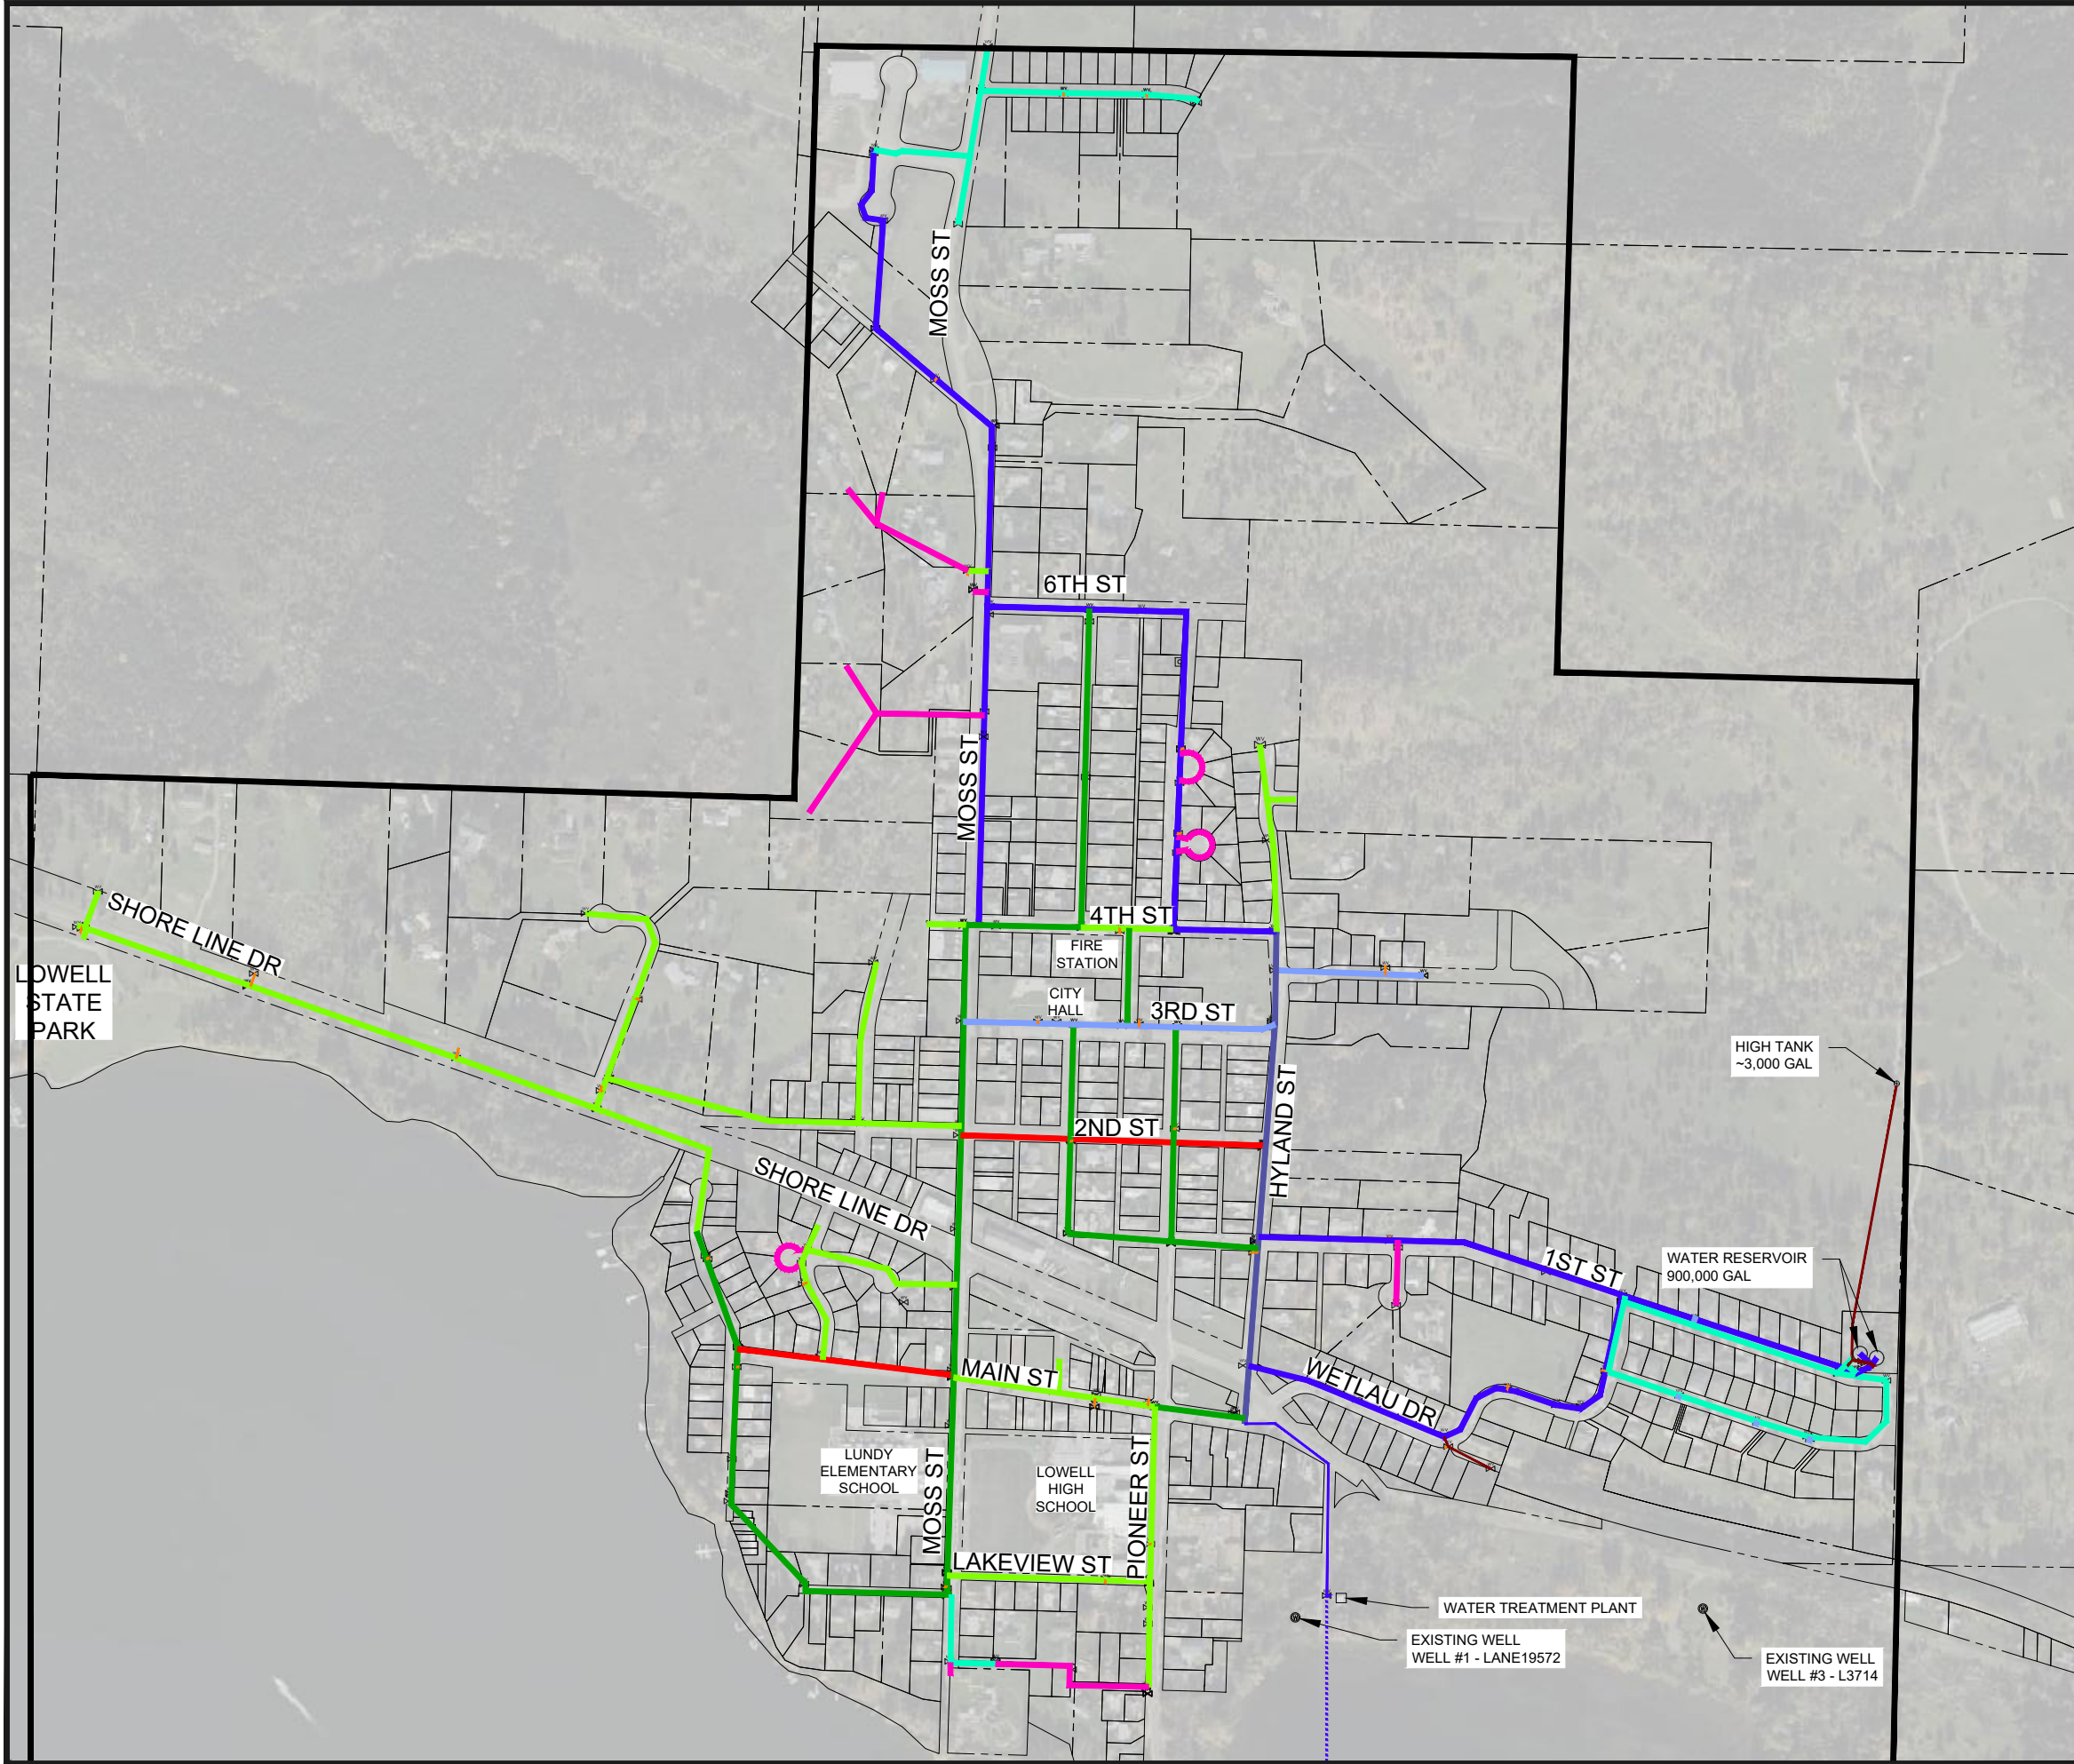 MOSS ST
6TH ST
MOSS ST
4TH ST
FIRE
STATION
SHORE LINE DR
LOWELL
STATE
PARK
CITY
HALL
3RD ST
HIGH TANK
~3,000 GAL
HYLAND ST
2ND ST
SHORE LINE DR
1ST ST
WATER RESERVOIR
900,000 GAL
MAIN ST
WETLAU DR
LUNDY
ELEMENTARY
SCHOOL
MOSS ST
LOWELL
HIGH
SCHOOL
PIONEER ST
LAKEVIEW ST
WATER TREATMENT PLANT
EXISTING WELL
WELL #1 - LANE19572
EXISTING WELL
WELL #3 - L3714